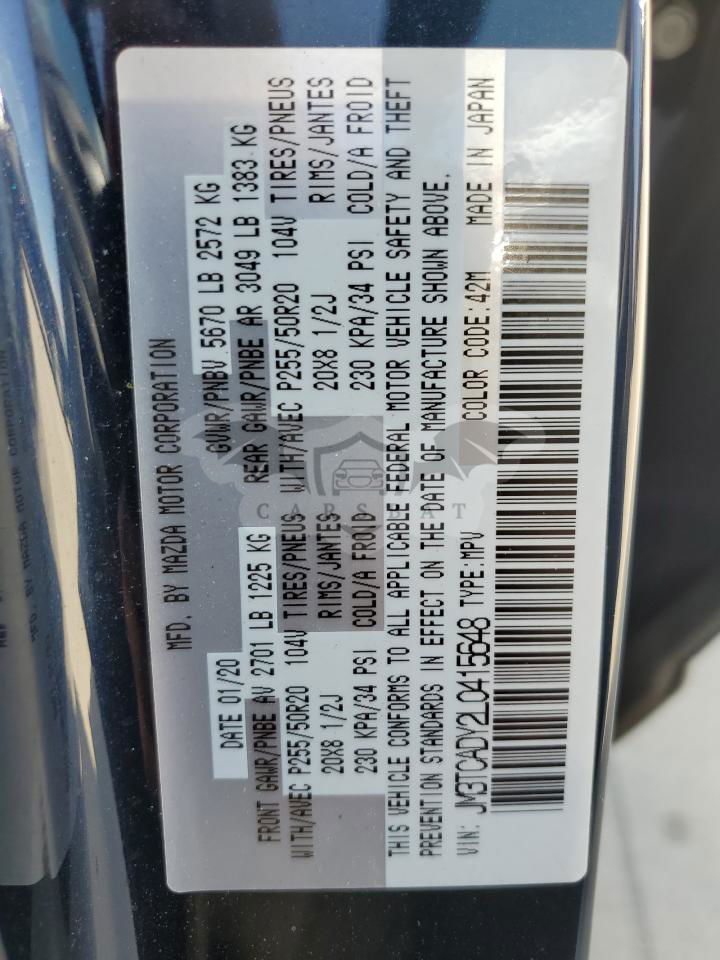 MFD. BY MAZDA MOTOR CORPORATION
DATE 01/20 GVWR/PNBV 5670 LB 2572 KG
FRONT GAWR/PNBE AV 2701 LB 1225 KG REAR GAWR/PNBE AR 3049 LB 1383 KG
WITH/AVEC P255/50R20 104V TIRES/PNEUS WITH/AVEC P255/50R20 104V TIRES/PNEUS
20X8 1/2J RIMS/JANTES 20X8 1/2J RIMS/JANTES
230 KPA/34 PSI COLD/A FROID 230 KPA/34 PSI COLD/A FROID
THIS VEHICLE CONFORMS TO ALL APPLICABLE FEDERAL MOTOR VEHICLE SAFETY AND THEFT
PREVENTION STANDARDS IN EFFECT ON THE DATE OF MANUFACTURE SHOWN ABOVE.
VIN: JM3TCADY2L0415648 TYPE:MPV COLOR CODE:42M MADE IN JAPAN
CARSBAT